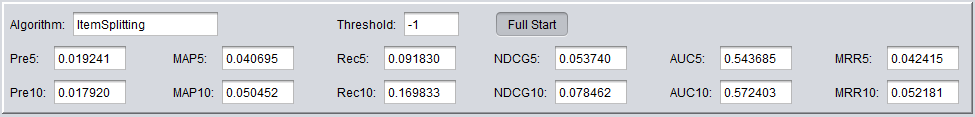 Algorithm: ItemSplitting Threshold: -1 Full Start
Pre5: 0.019241 MAP5: 0.040695 Rec5: 0.091830 NDCG5: 0.053740 AUC5: 0.543685 MRR5: 0.042415
Pre10: 0.017920 MAP10: 0.050452 Rec10: 0.169833 NDCG10: 0.078462 AUC10: 0.572403 MRR10: 0.052181